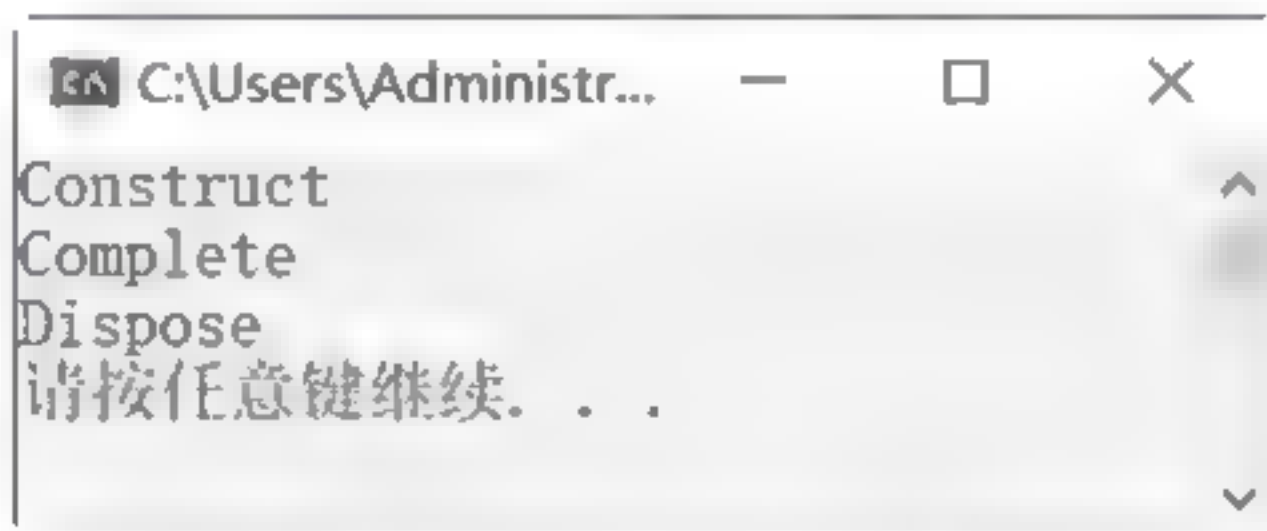 C:\Users\Administr...
Construct
Complete
Dispose
请按任意键继续. . .